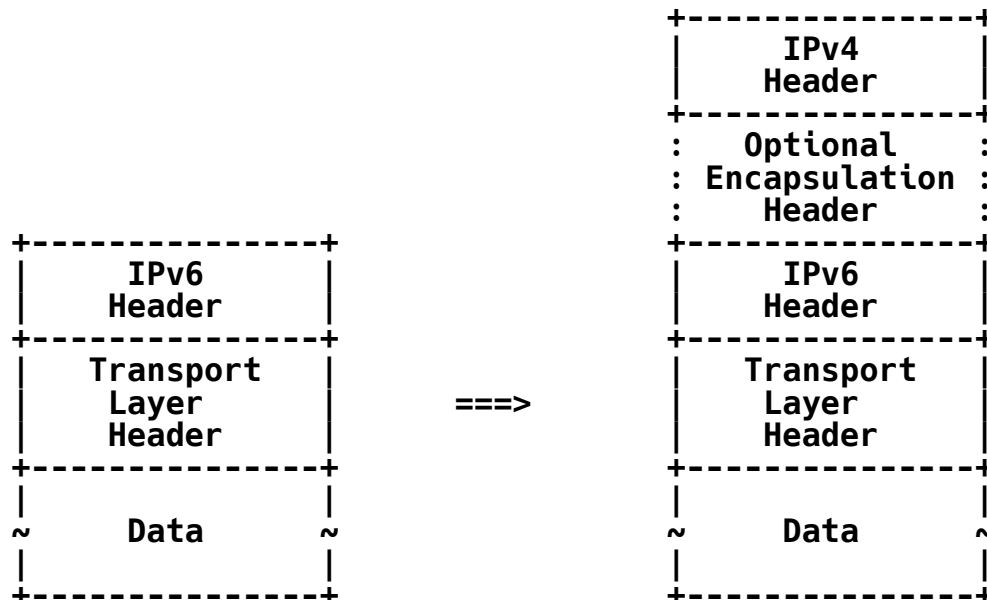 IPv4
Header
: Optional :
: Encapsulation :
: Header :
IPv6 IPv6
Header Header
Transport Transport
Layer ===> Layer
Header Header
~ Data ~ ~ Data ~